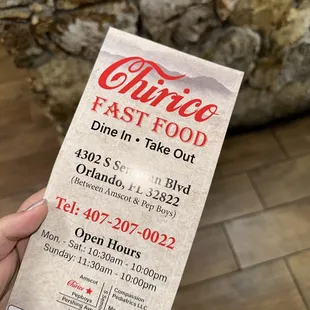 Chirico
FAST FOOD
Dine In • Take Out
4302 S Blvd
Orlando, FL 32822
(Between Amscot & Pep Boys)
Tel: 407-207-0022
Open Hours
Mon. - Sat: 10:30am - 10:00pm
Sunday: 11:30am - 10:00pm
Amscot
Chirico
Pepboys
Pershing
Compassion
Pediatrics LLC